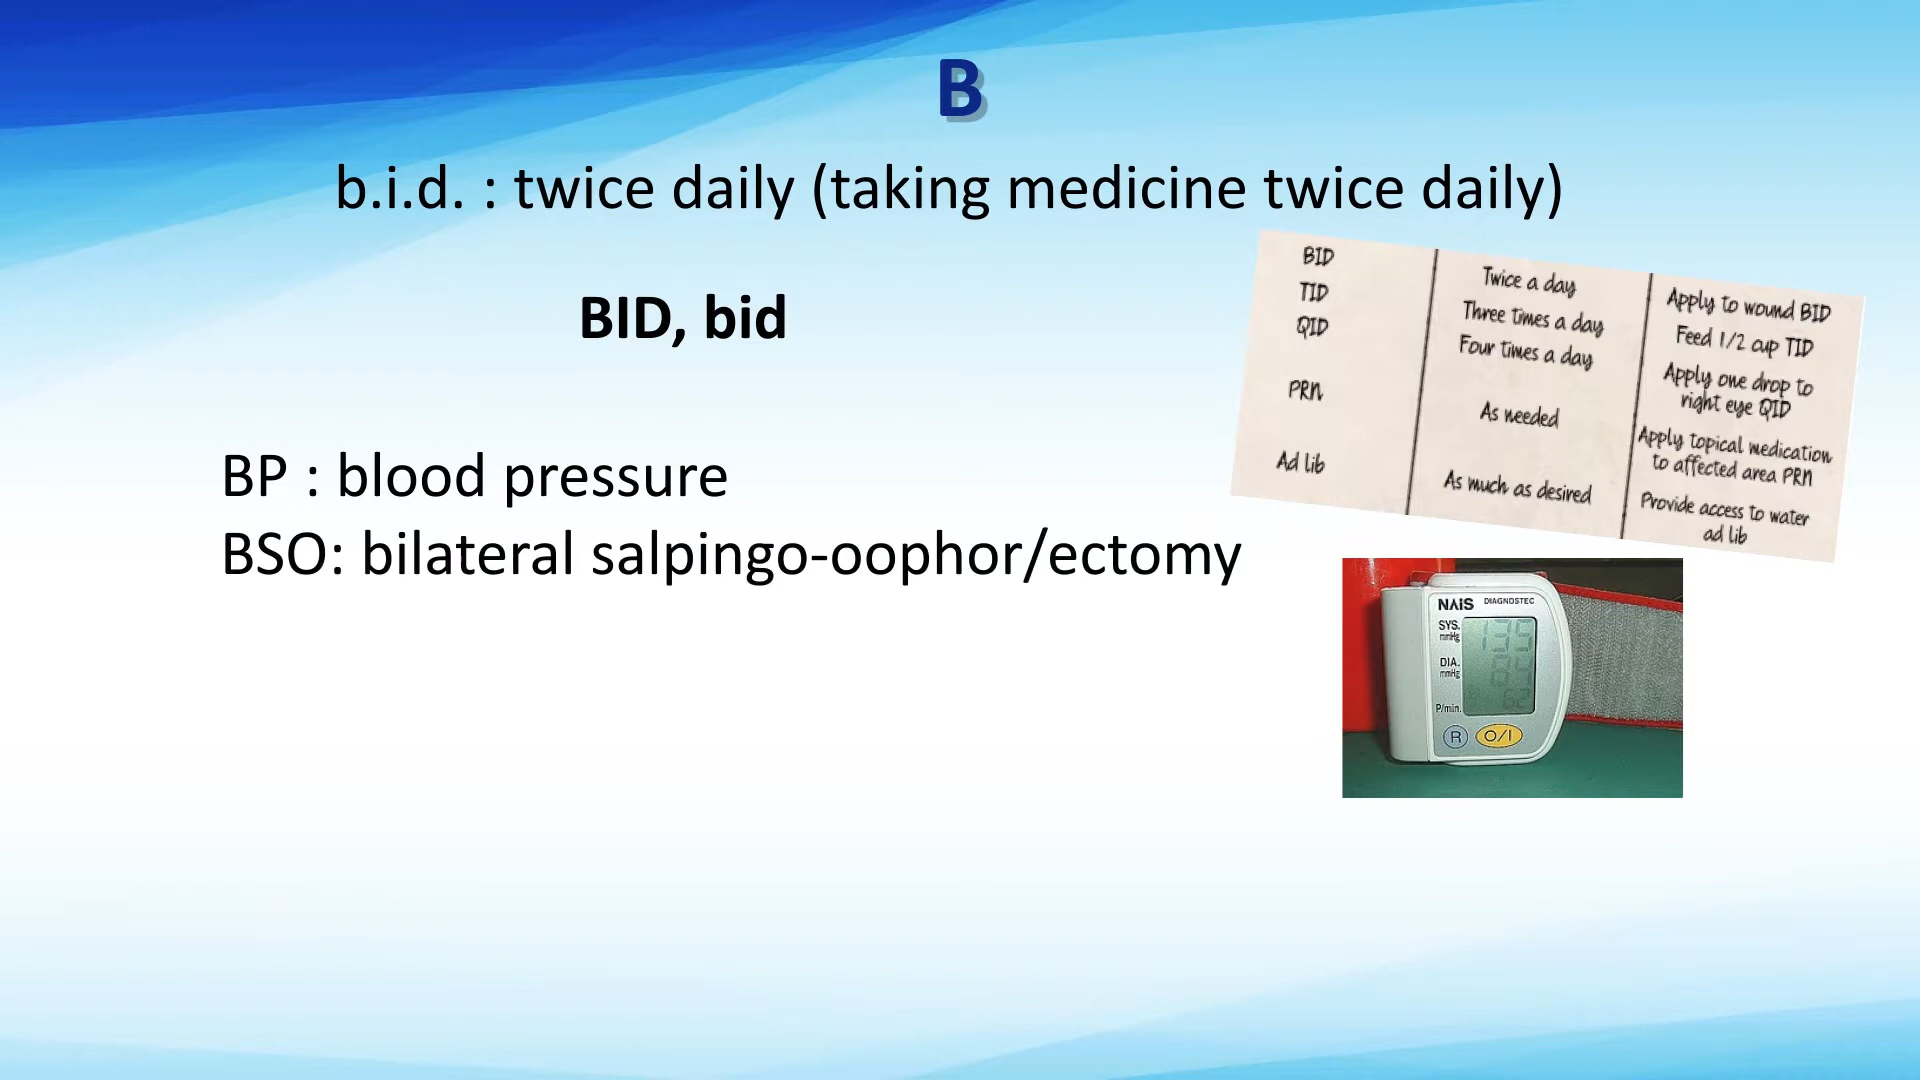 B
b.i.d. : twice daily (taking medicine twice daily)
BID, bid
BP : blood pressure
BSO: bilateral salpingo-oophor/ectomy
BID
Twice a day
Apply to wound BID
TID
Three times a day
Feed 1/2 cup TID
QID
Four times a day
Apply one drop to
right eye QID
PRN
As needed
Apply topical medication
to affected area PRN
Ad lib
As much as desired
Provide access to water
ad lib
NAiS DIAGNOSTEC
SYS.
mmHg
135
DIA.
mmHg
P/min.
62
R O/I